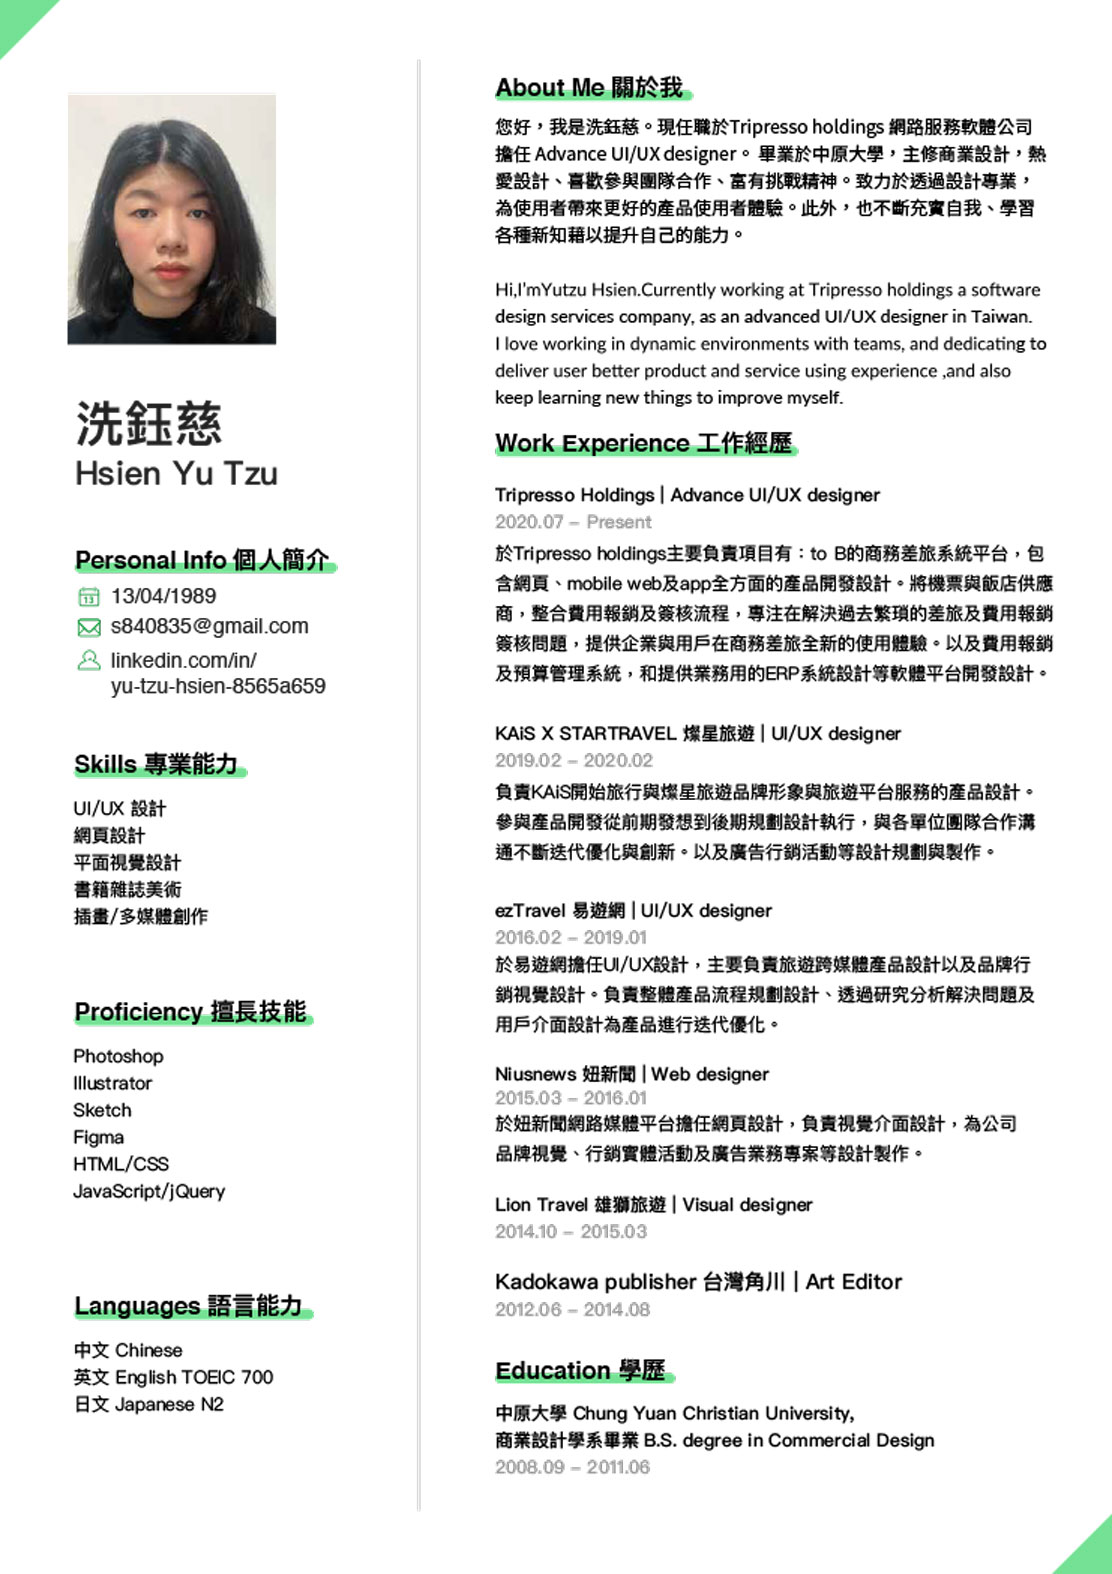 洗鈺慈
Hsien Yu Tzu
Personal Info 個人簡介
13
13/04/1989
s840835@gmail.com
linkedin.com/in/
yu-tzu-hsien-8565a659
Skills 專業能力
UI/UX 設計
網頁設計
平面視覺設計
書籍雜誌美術
插畫/多媒體創作
Proficiency 擅長技能
Photoshop
Illustrator
Sketch
Figma
HTML/CSS
JavaScript/jQuery
Languages 語言能力
中文 Chinese
英文 English TOEIC 700
日文 Japanese N2
About Me 關於我
您好，我是洗鈺慈。現任職於Tripresso holdings 網路服務軟體公司
擔任 Advance UI/UX designer。 畢業於中原大學，主修商業設計，熱
愛設計、喜歡參與團隊合作、富有挑戰精神。致力於透過設計專業，
為使用者帶來更好的產品使用者體驗。此外，也不斷充實自我、學習
各種新知藉以提升自己的能力。
Hi,I'mYutzu Hsien.Currently working at Tripresso holdings a software
design services company, as an advanced UI/UX designer in Taiwan.
I love working in dynamic environments with teams, and dedicating to
deliver user better product and service using experience ,and also
keep learning new things to improve myself.
Work Experience 工作經歷
Tripresso Holdings | Advance UI/UX designer
2020.07 – Present
於Tripresso holdings主要負責項目有：to B的商務差旅系統平台，包
含網頁、mobile web及app全方面的產品開發設計。將機票與飯店供應
商，整合費用報銷及簽核流程，專注在解決過去繁瑣的差旅及費用報銷
簽核問題，提供企業與用戶在商務差旅全新的使用體驗。以及費用報銷
及預算管理系統，和提供業務用的ERP系統設計等軟體平台開發設計。
KAiS X STARTRAVEL 燦星旅遊 | UI/UX designer
2019.02 – 2020.02
負責KAiS開始旅行與燦星旅遊品牌形象與旅遊平台服務的產品設計。
參與產品開發從前期發想到後期規劃設計執行，與各單位團隊合作溝
通不斷迭代優化與創新。以及廣告行銷活動等設計規劃與製作。
ezTravel 易遊網 | UI/UX designer
2016.02 – 2019.01
於易遊網擔任UI/UX設計，主要負責旅遊跨媒體產品設計以及品牌行
銷視覺設計。負責整體產品流程規劃設計、透過研究分析解決問題及
用戶介面設計為產品進行迭代優化。
Niusnews 妞新聞 | Web designer
2015.03 – 2016.01
於妞新聞網路媒體平台擔任網頁設計，負責視覺介面設計，為公司
品牌視覺、行銷實體活動及廣告業務專案等設計製作。
Lion Travel 雄獅旅遊 | Visual designer
2014.10 – 2015.03
Kadokawa publisher 台灣角川 | Art Editor
2012.06 – 2014.08
Education 學歷
中原大學 Chung Yuan Christian University,
商業設計學系畢業 B.S. degree in Commercial Design
2008.09 – 2011.06